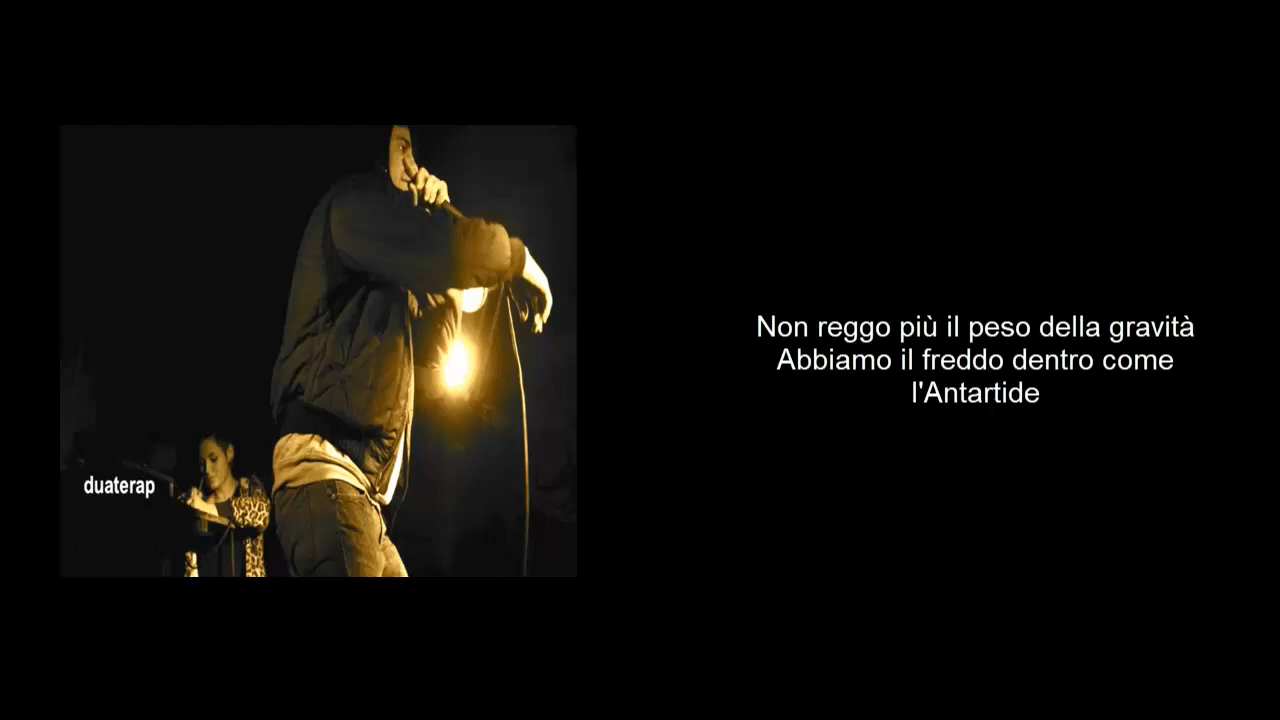 duaterap
Non reggo più il peso della gravità
Abbiamo il freddo dentro come
l'Antartide